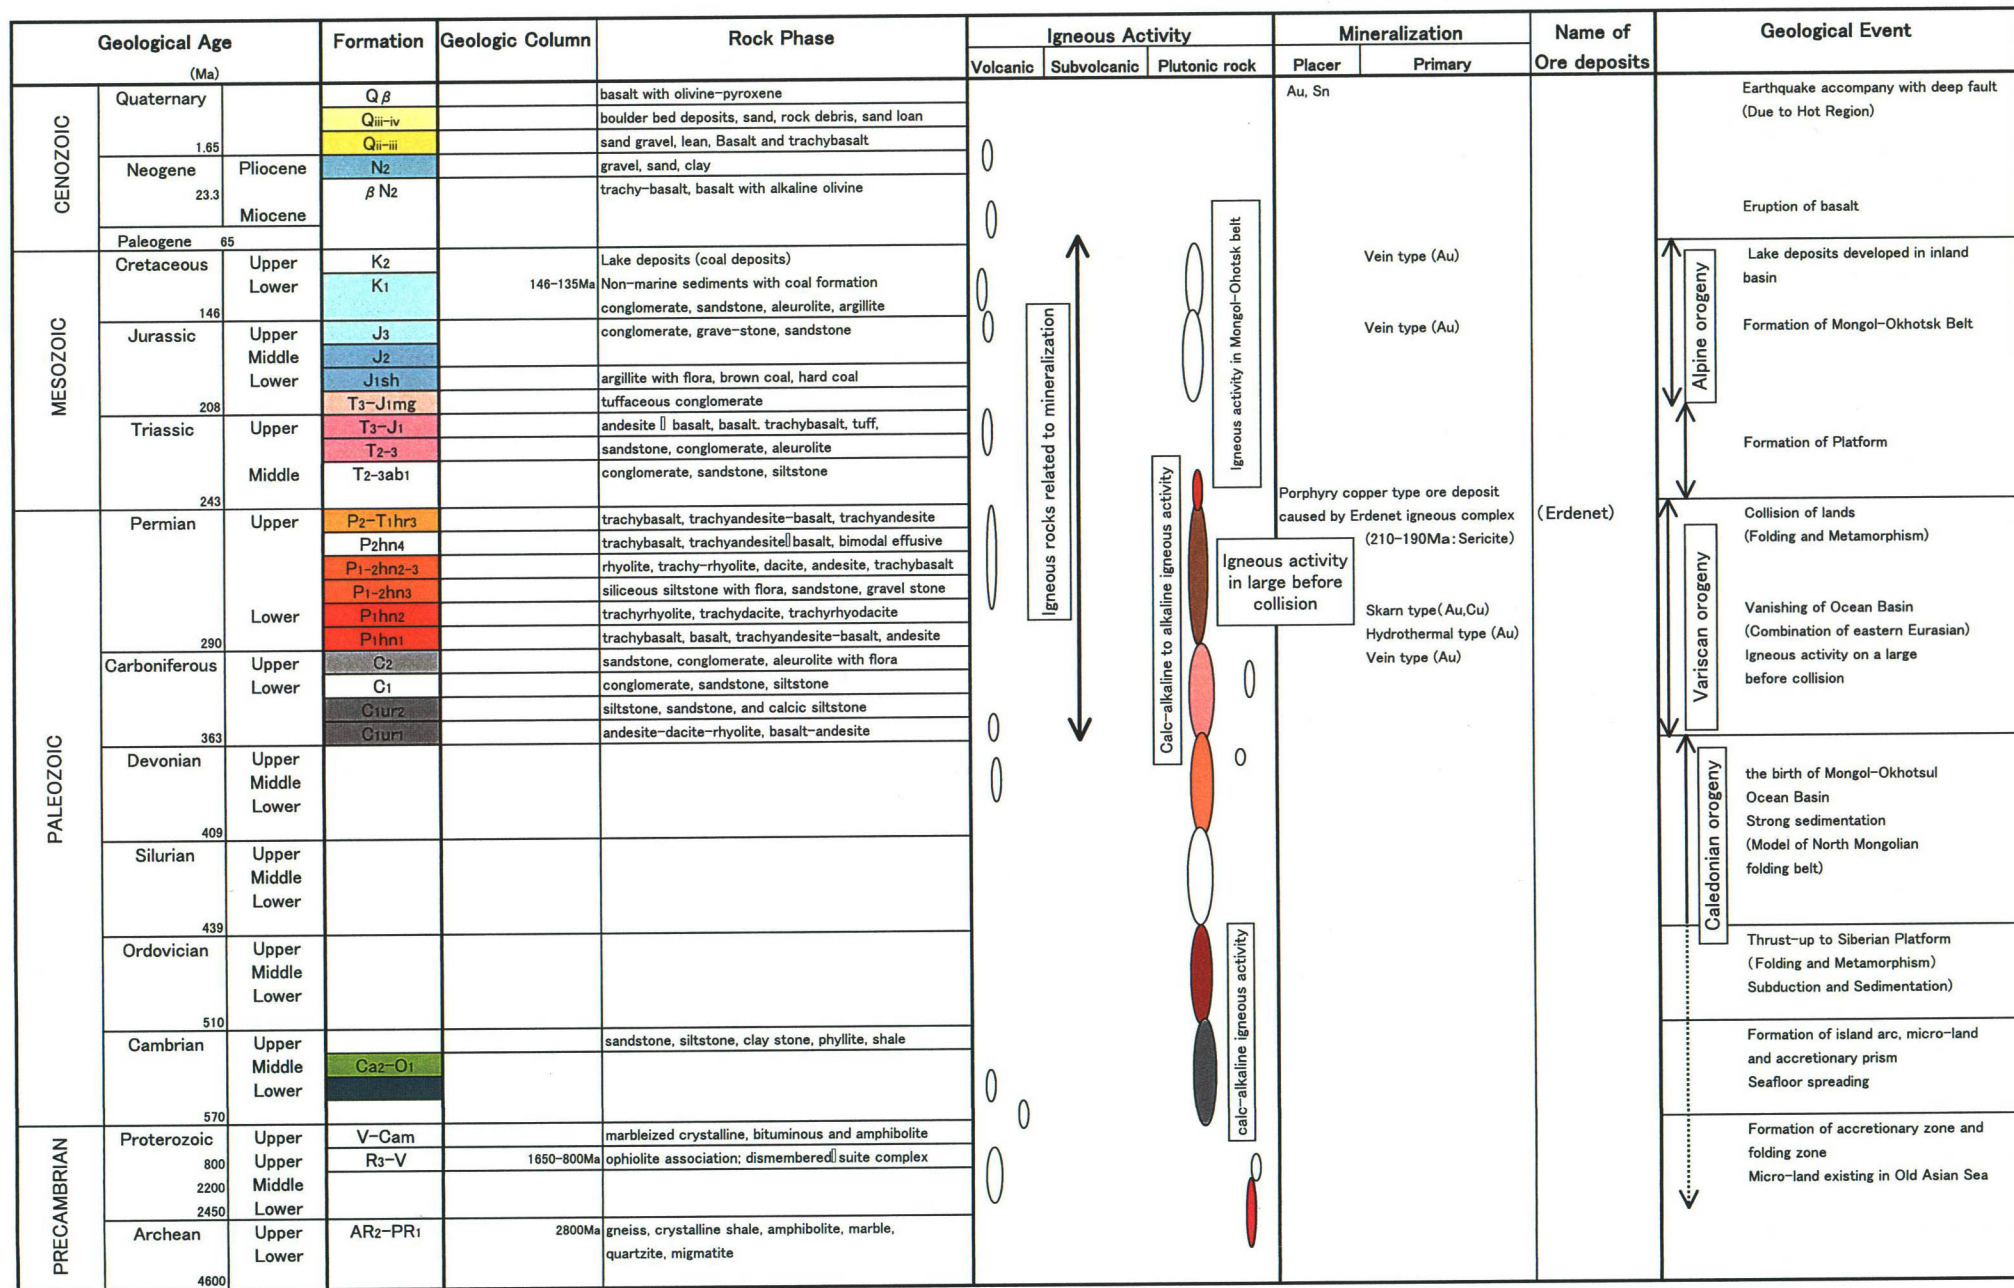 Geological Age
(Ma)
Formation
Geologic Column
Rock Phase
Igneous Activity
Volcanic
Subvolcanic
Plutonic rock
Mineralization
Placer
Primary
Name of
Ore deposits
Geological Event
CENOZOIC
Quaternary
1.65
Qβ
basalt with olivine-pyroxene
Au, Sn
Earthquake accompany with deep fault
(Due to Hot Region)
Qiii-iv
boulder bed deposits, sand, rock debris, sand loan
Qii-iii
sand gravel, lean, Basalt and trachybasalt
Neogene
23.3
Pliocene
N2
gravel, sand, clay
βN2
trachy-basalt, basalt with alkaline olivine
Miocene
Eruption of basalt
Paleogene 65
MESOZOIC
Cretaceous
146
Upper
K2
Lake deposits (coal deposits)
Vein type (Au)
Lake deposits developed in inland
basin
Lower
K1
146-135Ma
Non-marine sediments with coal formation
conglomerate, sandstone, aleurolite, argillite
Jurassic
208
Upper
J3
conglomerate, grave-stone, sandstone
Vein type (Au)
Formation of Mongol-Okhotsk Belt
Middle
J2
Lower
J1sh
argillite with flora, brown coal, hard coal
T3-J1mg
tuffaceous conglomerate
Triassic
243
Upper
T3-J1
andesite basalt, basalt. trachybasalt, tuff,
T2-3
sandstone, conglomerate, aleurolite
Formation of Platform
Middle
T2-3ab1
conglomerate, sandstone, siltstone
Porphyry copper type ore deposit
caused by Erdenet igneous complex
(210-190Ma: Sericite)
(Erdenet)
PALEOZOIC
Permian
290
Upper
P2-T1hr3
trachybasalt, trachyandesite-basalt, trachyandesite
Collision of lands
(Folding and Metamorphism)
P2hn4
trachybasalt, trachyandesite basalt, bimodal effusive
P1-2hn2-3
rhyolite, trachy-rhyolite, dacite, andesite, trachybasalt
P1-2hn3
siliceous siltstone with flora, sandstone, gravel stone
Lower
P1hn2
trachyrhyolite, trachydacite, trachyrhyodacite
Skarn type(Au,Cu)
Hydrothermal type (Au)
Vein type (Au)
Vanishing of Ocean Basin
(Combination of eastern Eurasian)
Igneous activity on a large
before collision
P1hn1
trachybasalt, basalt, trachyandesite-basalt, andesite
Carboniferous
363
Upper
C2
sandstone, conglomerate, aleurolite with flora
Lower
C1
conglomerate, sandstone, siltstone
C1ur2
siltstone, sandstone, and calcic siltstone
C1ur1
andesite-dacite-rhyolite, basalt-andesite
Devonian
409
Upper
Middle
Lower
the birth of Mongol-Okhotsul
Ocean Basin
Strong sedimentation
(Model of North Mongolian
folding belt)
Silurian
439
Upper
Middle
Lower
Ordovician
510
Upper
Middle
Lower
Thrust-up to Siberian Platform
(Folding and Metamorphism)
Subduction and Sedimentation)
Cambrian
570
Upper
sandstone, siltstone, clay stone, phyllite, shale
Middle
Ca2-O1
Lower
Formation of island arc, micro-land
and accretionary prism
Seafloor spreading
PRECAMBRIAN
Proterozoic
800
2200
2450
Upper
V-Cam
marbleized crystalline, bituminous and amphibolite
Upper
R3-V
1650-800Ma
ophiolite association; dismembered suite complex
Middle
Lower
Formation of accretionary zone and
folding zone
Micro-land existing in Old Asian Sea
Archean
4600
Upper
AR2-PR1
2800Ma
gneiss, crystalline shale, amphibolite, marble,
quartzite, migmatite
Lower
Igneous rocks related to mineralization
Igneous activity in Mongol-Ohotsk belt
Calc-alkaline to alkaline igneous activity
Igneous activity
in large before
collision
calc-alkaline igneous activity
Alpine orogeny
Variscan orogeny
Caledonian orogeny